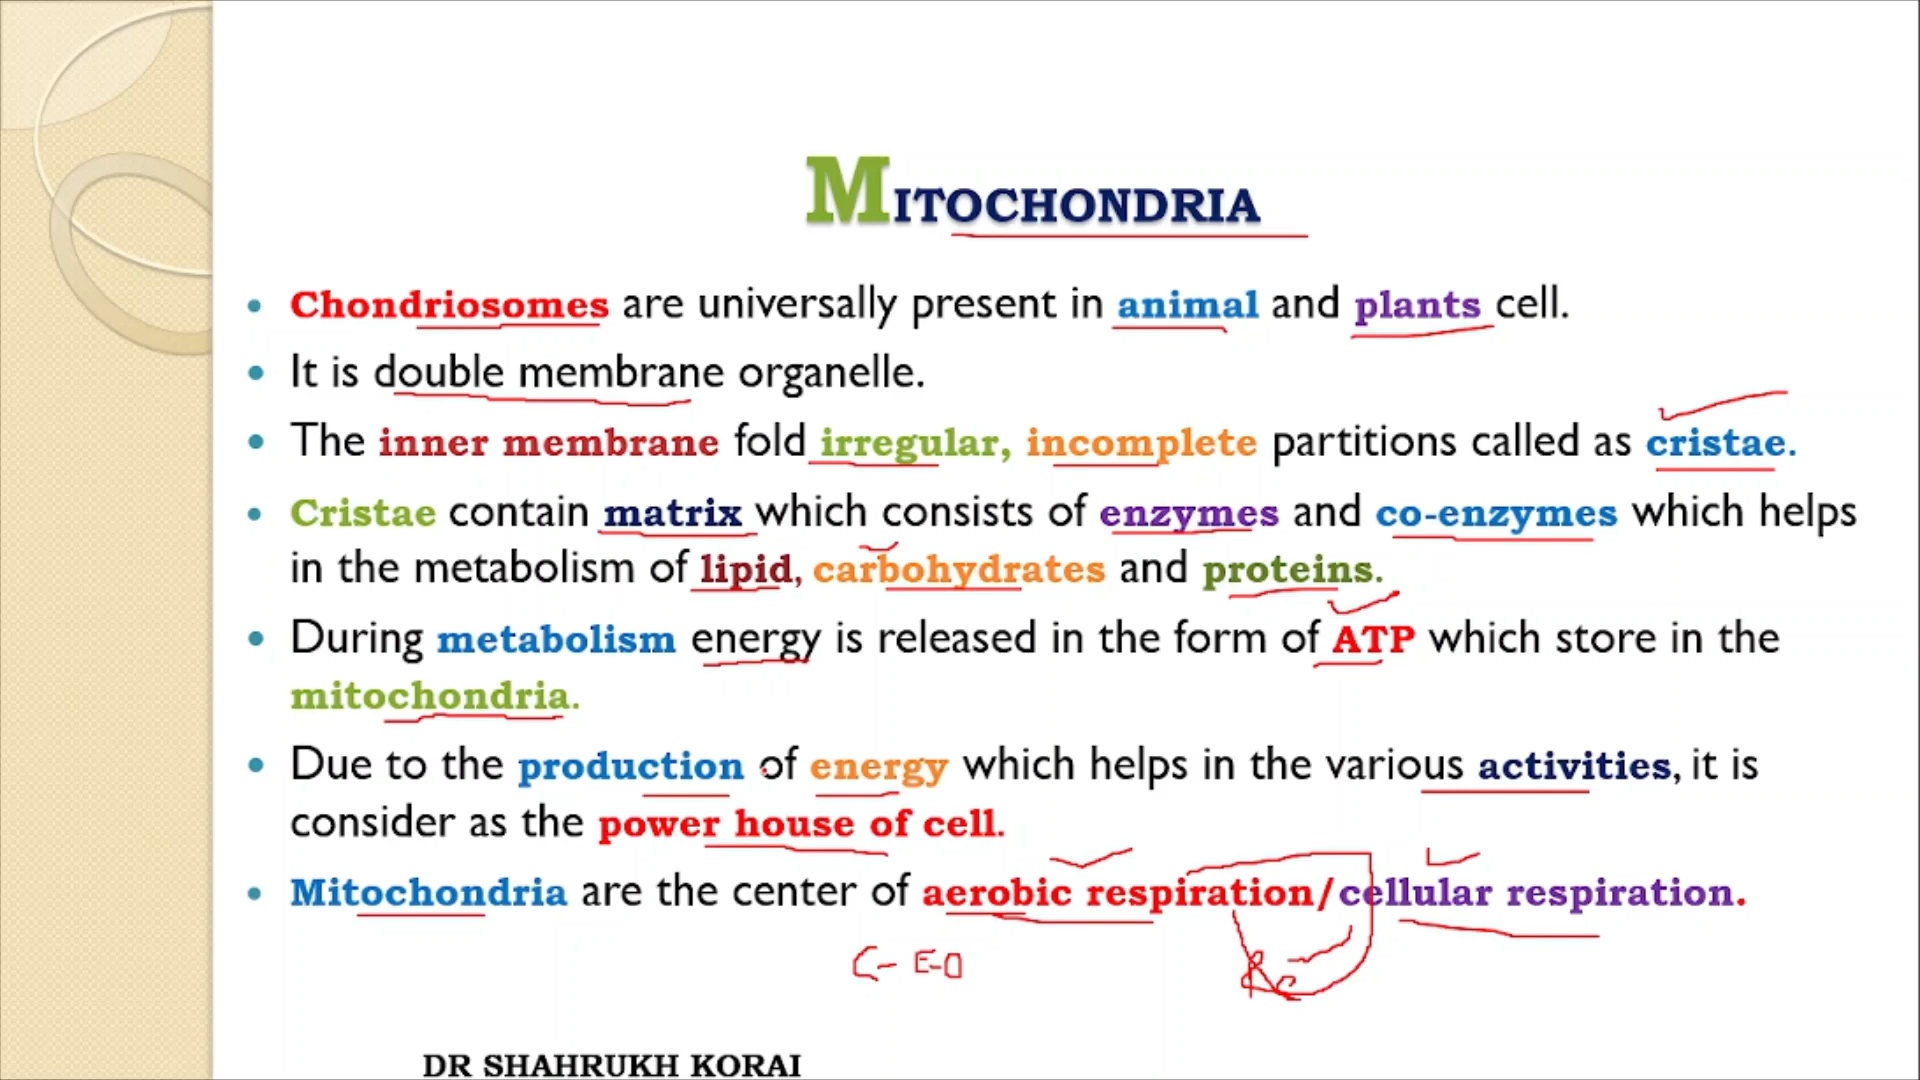 MITOCHONDRIA
• Chondriosomes are universally present in animal and plants cell.
• It is double membrane organelle.
• The inner membrane fold irregular, incomplete partitions called as cristae.
• Cristae contain matrix which consists of enzymes and co-enzymes which helps
in the metabolism of lipid, carbohydrates and proteins.
• During metabolism energy is released in the form of ATP which store in the
mitochondria.
• Due to the production of energy which helps in the various activities, it is
consider as the power house of cell.
• Mitochondria are the center of aerobic respiration/cellular respiration.
DR SHAHRUKH KORAI